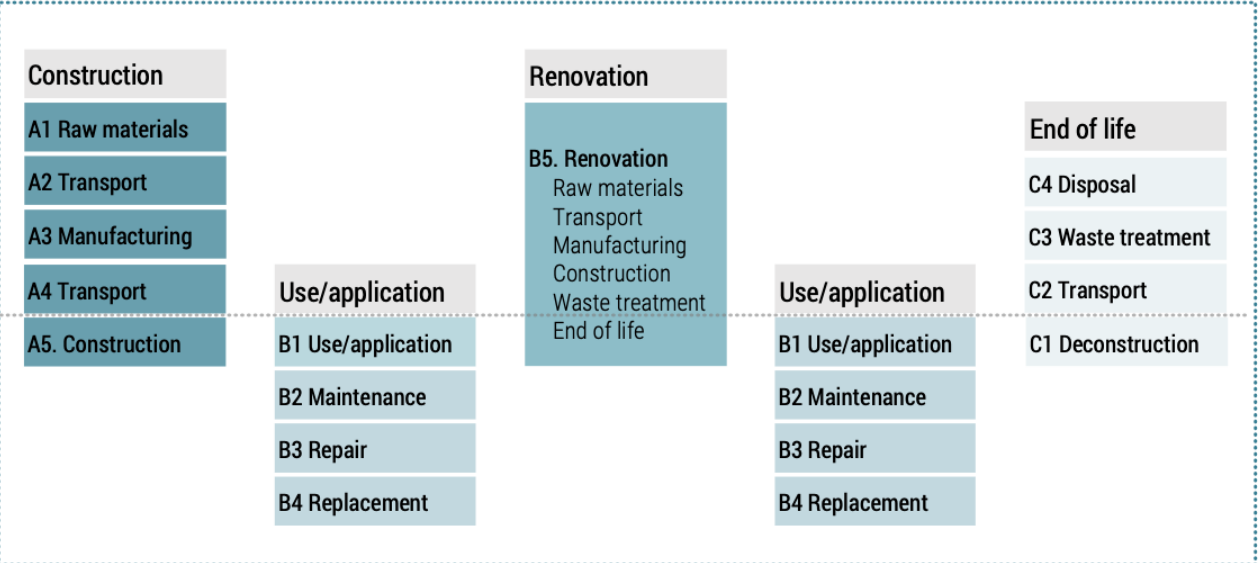 Construction
A1 Raw materials
A2 Transport
A3 Manufacturing
A4 Transport
A5. Construction
Use/application
B1 Use/application
B2 Maintenance
B3 Repair
B4 Replacement
Renovation
B5. Renovation
Raw materials
Transport
Manufacturing
Construction
Waste treatment
End of life
Use/application
B1 Use/application
B2 Maintenance
B3 Repair
B4 Replacement
End of life
C4 Disposal
C3 Waste treatment
C2 Transport
C1 Deconstruction